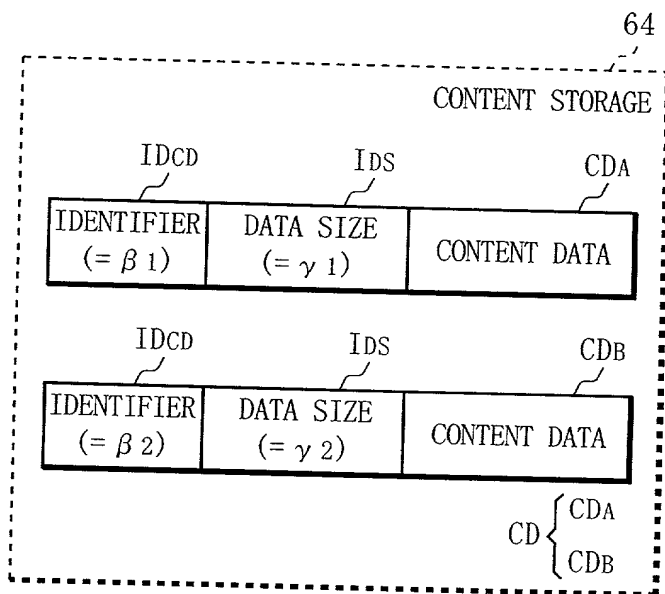 64
CONTENT STORAGE
IDCD IDS CDA
IDENTIFIER DATA SIZE CONTENT DATA
(= β 1) (= γ 1)
IDCD IDS CDB
IDENTIFIER DATA SIZE CONTENT DATA
(= β 2) (= γ 2)
CDA
CD {
CDB